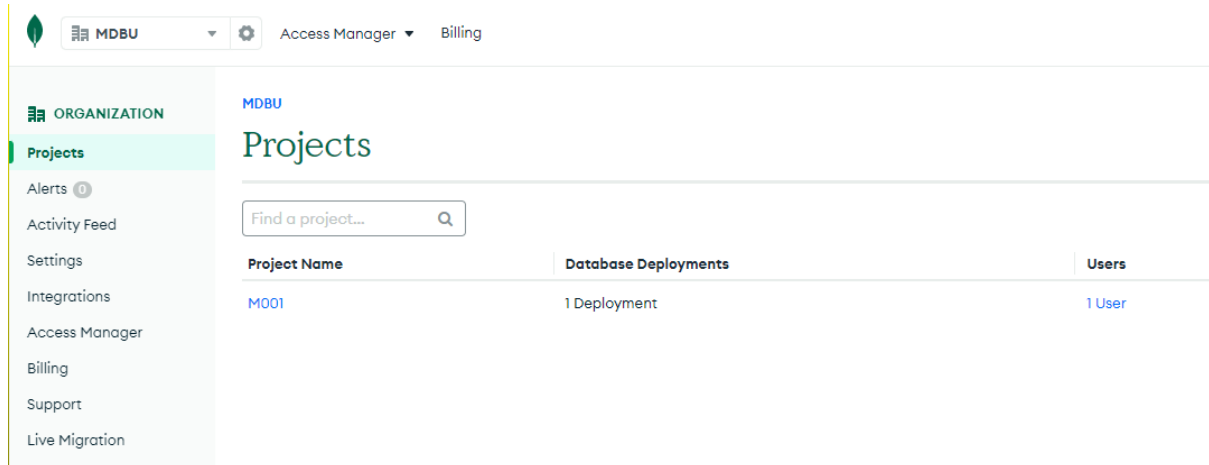 MDBU Access Manager Billing
ORGANIZATION
Projects
Alerts 0
Activity Feed
Settings
Integrations
Access Manager
Billing
Support
Live Migration
MDBU
Projects
Find a project...
Project Name Database Deployments Users
M001 1 Deployment 1 User